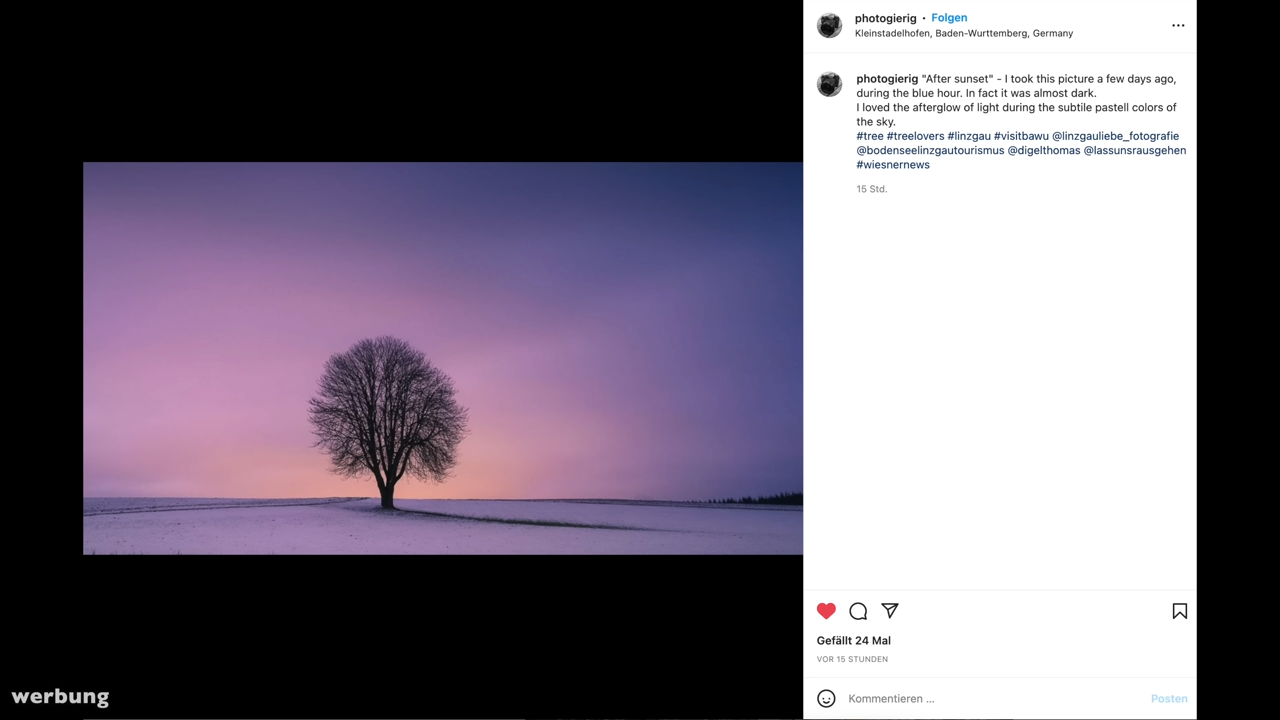 photogierig • Folgen
Kleinstadelhofen, Baden-Wurttemberg, Germany
photogierig "After sunset" - I took this picture a few days ago,
during the blue hour. In fact it was almost dark.
I loved the afterglow of light during the subtile pastell colors of
the sky.
#tree #treelovers #linzgau #visitbawu @linzgauliebe_fotografie
@bodenseelinzgautourismus @digelthomas @lassunsrausgehen
#wiesnernews
15 Std.
Gefällt 24 Mal
VOR 15 STUNDEN
Kommentieren ... Posten
werbung